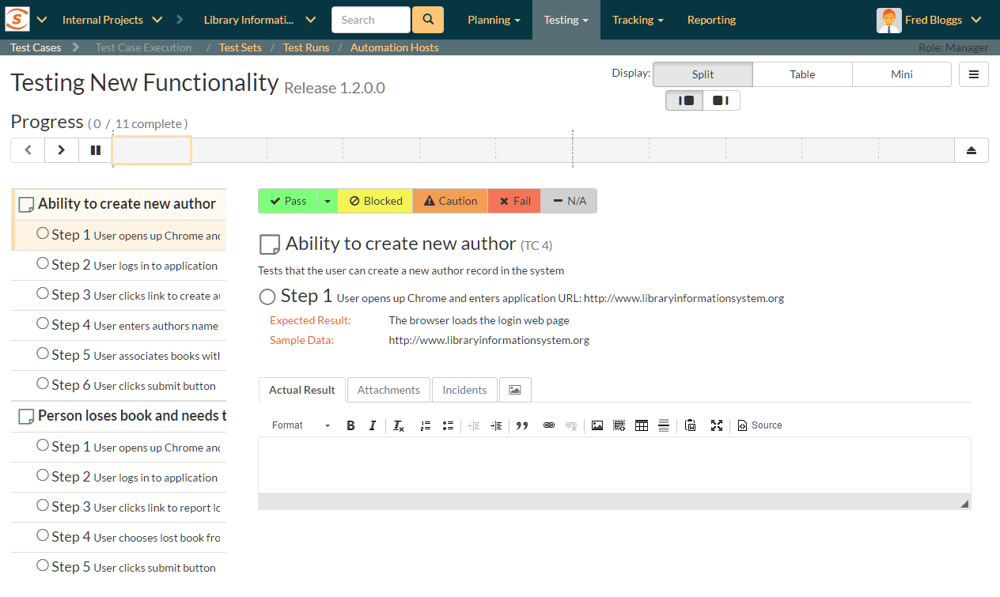 Internal Projects
Library Informati...
Search
Planning
Testing
Tracking
Reporting
Fred Bloggs
Test Cases
Test Case Execution / Test Sets / Test Runs / Automation Hosts
Role: Manager
Testing New Functionality Release 1.2.0.0
Display: Split Table Mini
Progress ( 0 / 11 complete )
Ability to create new author
Step 1 User opens up Chrome and
Step 2 User logs in to application
Step 3 User clicks link to create au
Step 4 User enters authors name
Step 5 User associates books with
Step 6 User clicks submit button
Person loses book and needs t
Step 1 User opens up Chrome and
Step 2 User logs in to application
Step 3 User clicks link to report lo
Step 4 User chooses lost book fro
Step 5 User clicks submit button
Pass Blocked Caution Fail N/A
Ability to create new author (TC 4)
Tests that the user can create a new author record in the system
Step 1 User opens up Chrome and enters application URL: http://www.libraryinformationsystem.org
Expected Result: The browser loads the login web page
Sample Data: http://www.libraryinformationsystem.org
Actual Result Attachments Incidents
Format Source